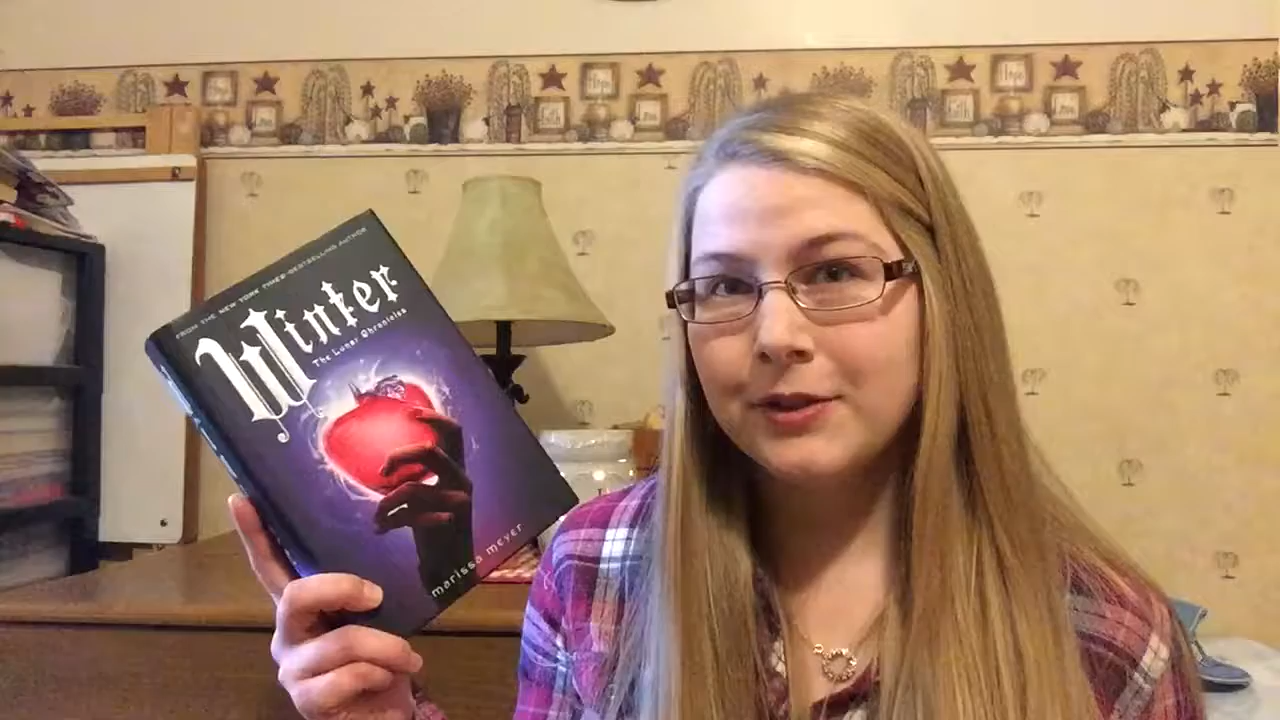 FROM THE NEW YORK TIMES-BESTSELLING AUTHOR
Winter
The Lunar Chronicles
marissa meyer